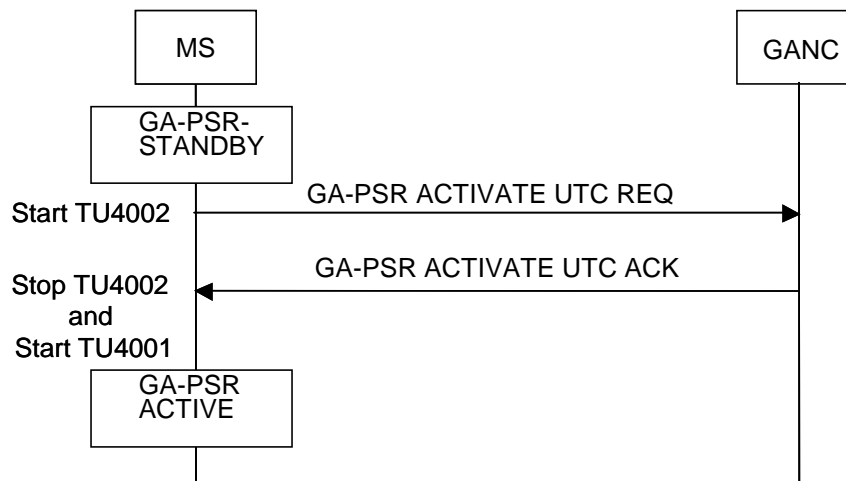 MS
GANC
GA-PSR-
STANDBY
GA-PSR ACTIVATE UTC REQ
Start TU4002
GA-PSR ACTIVATE UTC ACK
Stop TU4002
and
Start TU4001
GA-PSR
ACTIVE